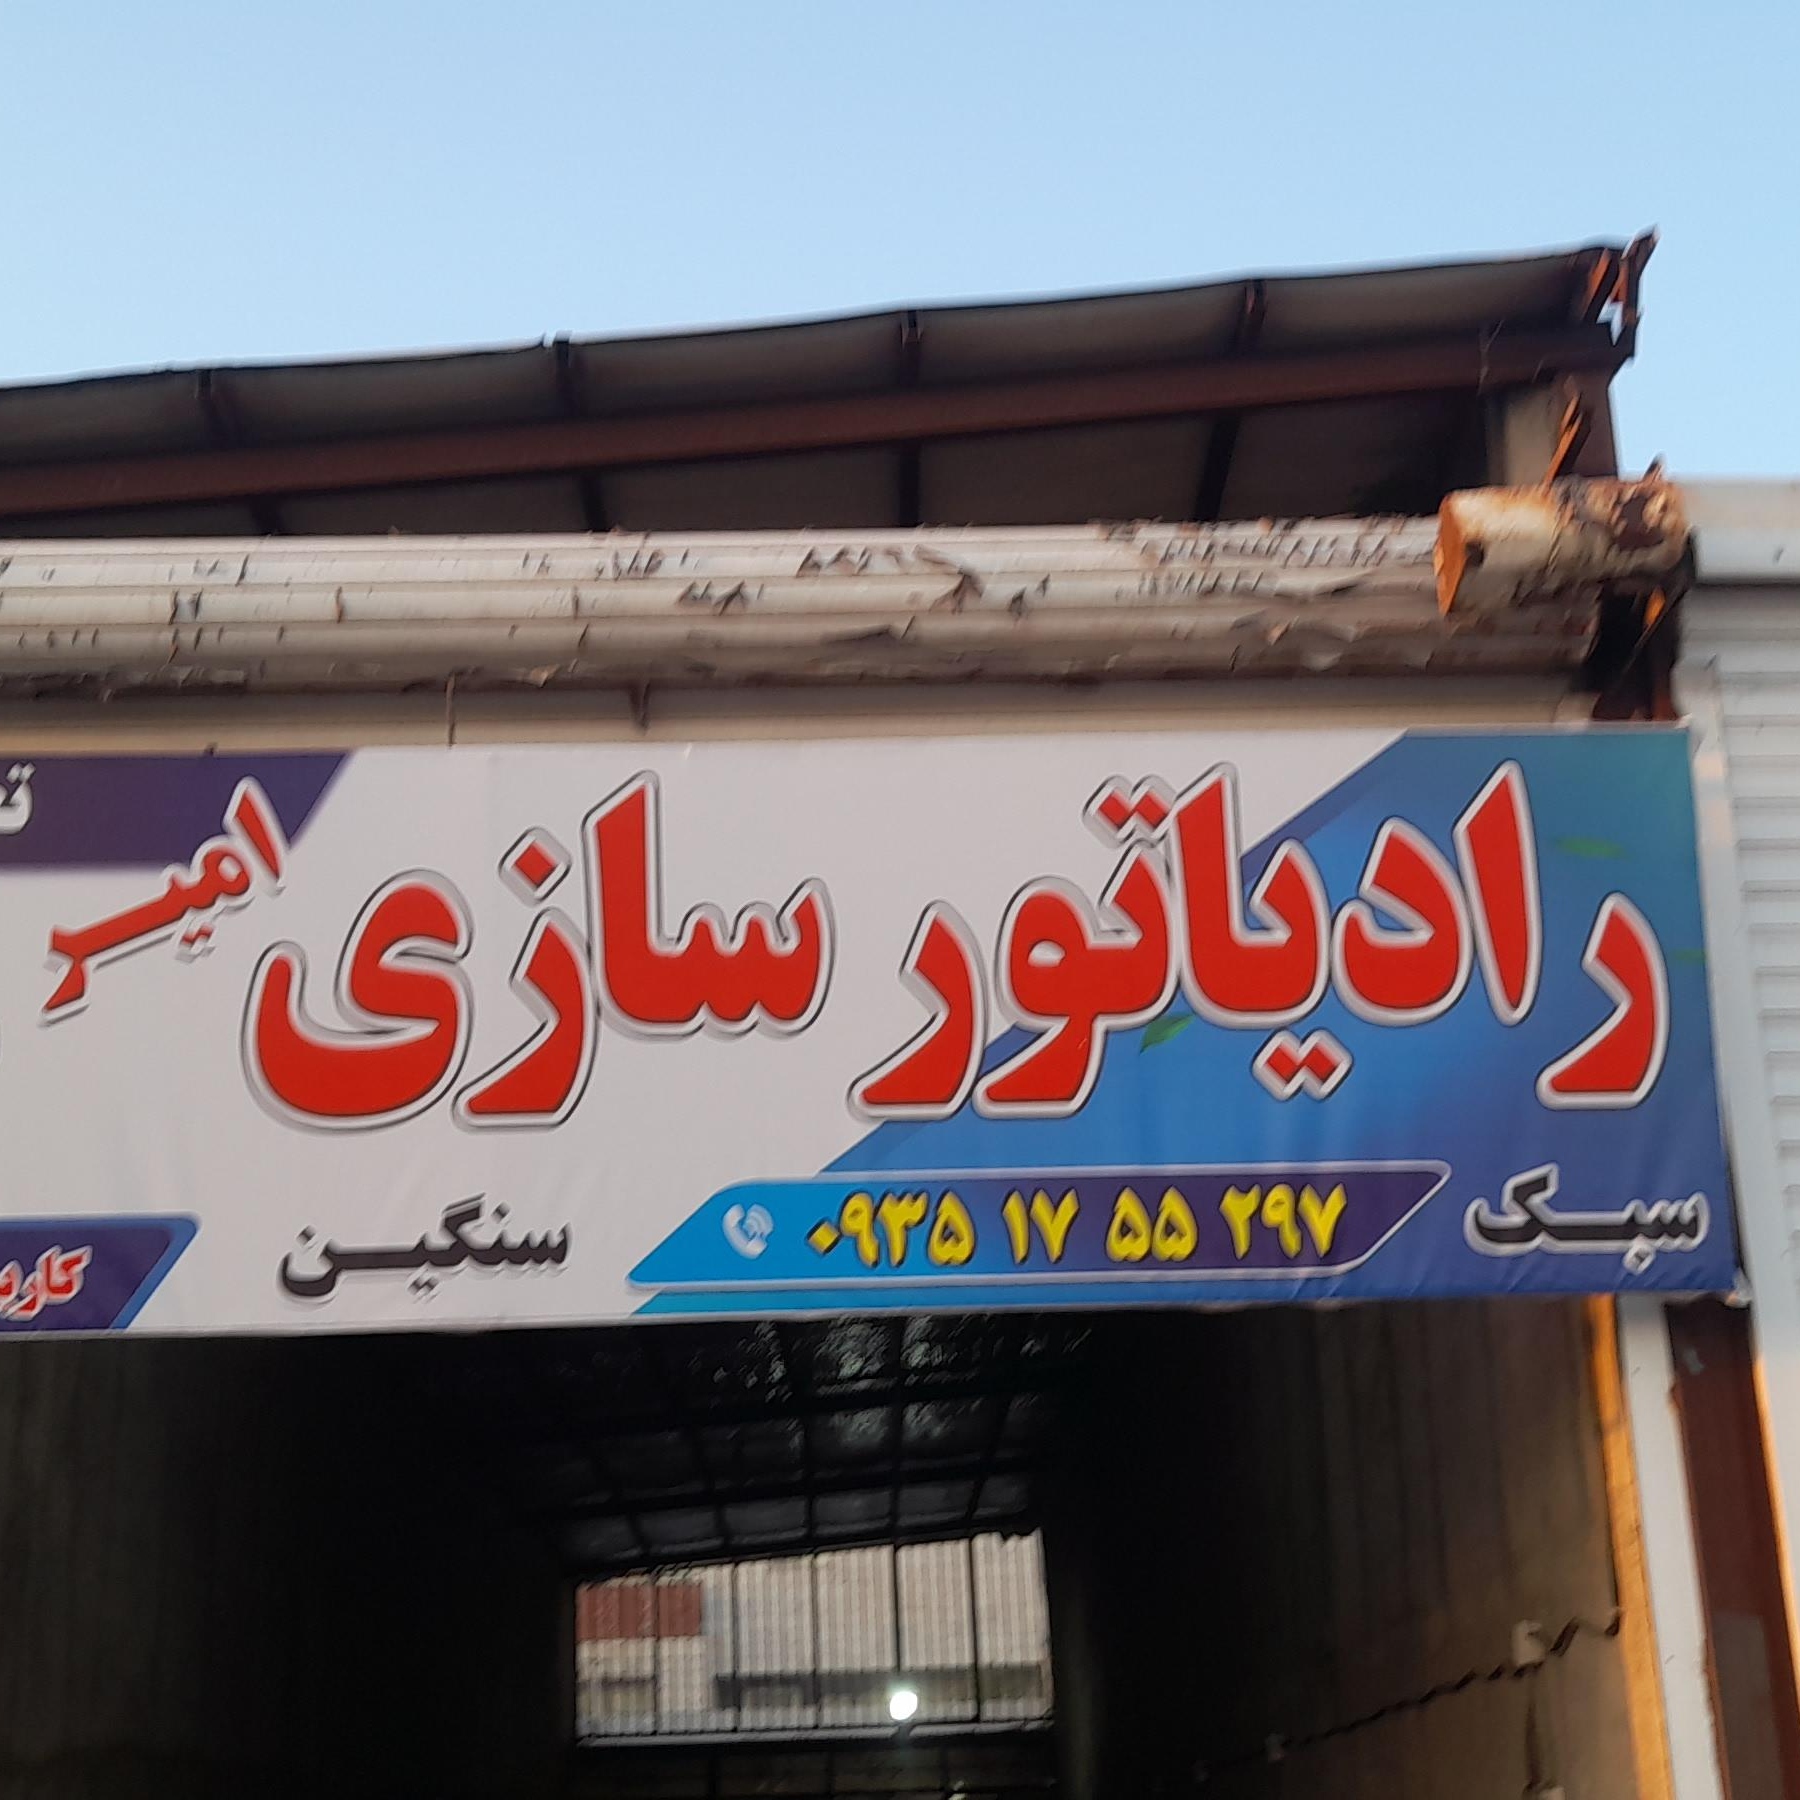 رادیاتور سازی امیر
سبک ۰۹۳۵ ۱۷ ۵۵ ۲۹۷ سنگین